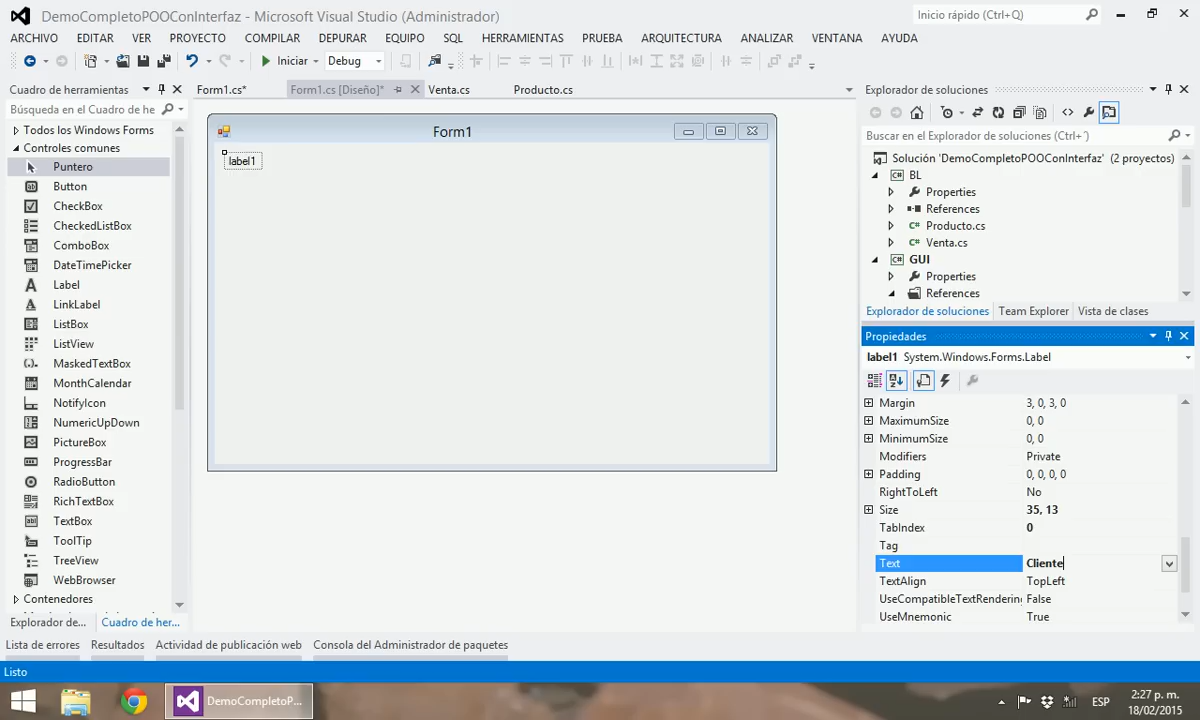 DemoCompletoPOOConInterfaz - Microsoft Visual Studio (Administrador)
Inicio rápido (Ctrl+Q)
ARCHIVO EDITAR VER PROYECTO COMPILAR DEPURAR EQUIPO SQL HERRAMIENTAS PRUEBA ARQUITECTURA ANALIZAR VENTANA AYUDA
Iniciar Debug
Cuadro de herramientas
Búsqueda en el Cuadro de he
Todos los Windows Forms
Controles comunes
Puntero
Button
CheckBox
CheckedListBox
ComboBox
DateTimePicker
Label
LinkLabel
ListBox
ListView
MaskedTextBox
MonthCalendar
NotifyIcon
NumericUpDown
PictureBox
ProgressBar
RadioButton
RichTextBox
TextBox
ToolTip
TreeView
WebBrowser
Contenedores
Explorador de... Cuadro de her...
Form1.cs* Form1.cs [Diseño]* Venta.cs Producto.cs
Form1
label1
Explorador de soluciones
Buscar en el Explorador de soluciones (Ctrl+´)
Solución 'DemoCompletoPOOConInterfaz' (2 proyectos)
BL
Properties
References
Producto.cs
Venta.cs
GUI
Properties
References
Explorador de soluciones Team Explorer Vista de clases
Propiedades
label1 System.Windows.Forms.Label
Margin 3, 0, 3, 0
MaximumSize 0, 0
MinimumSize 0, 0
Modifiers Private
Padding 0, 0, 0, 0
RightToLeft No
Size 35, 13
TabIndex 0
Tag
Text Cliente
TextAlign TopLeft
UseCompatibleTextRendering False
UseMnemonic True
Lista de errores Resultados Actividad de publicación web Consola del Administrador de paquetes
Listo
DemoCompletoP...
ESP
2:27 p. m.
18/02/2015